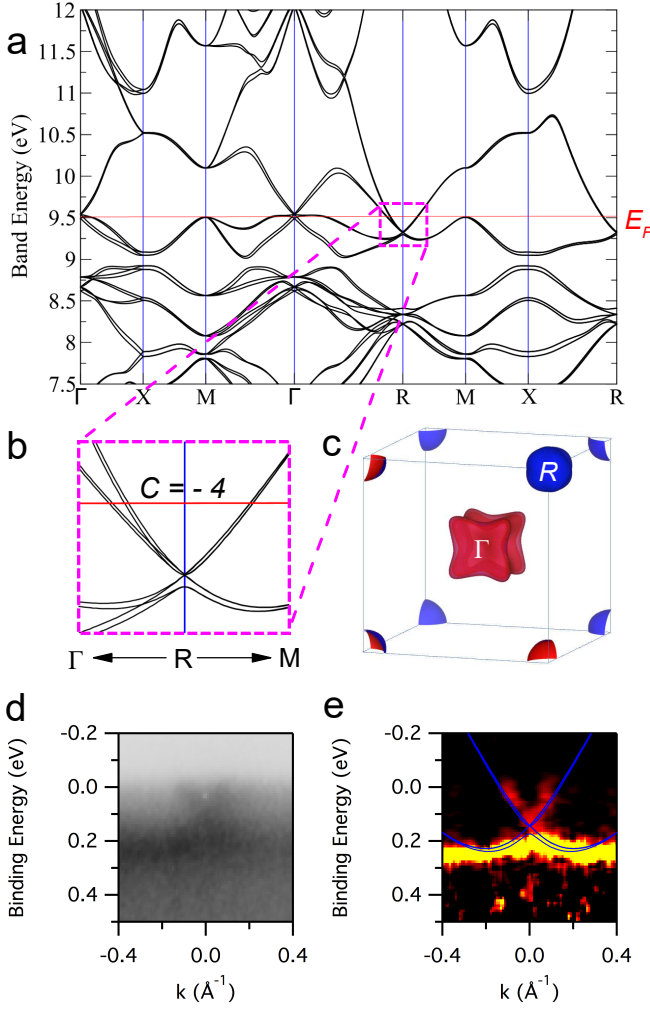 a
12
11.5
11
10.5
10
9.5
9
8.5
8
7.5
Band Energy (eV)
E_F
Γ X M Γ R M X R
b
C = - 4
Γ R M
c
R
Γ
d
-0.2
0.0
0.2
0.4
Binding Energy (eV)
-0.4 0.0 0.4
k (Å⁻¹)
e
-0.2
0.0
0.2
0.4
Binding Energy (eV)
-0.4 0.0 0.4
k (Å⁻¹)